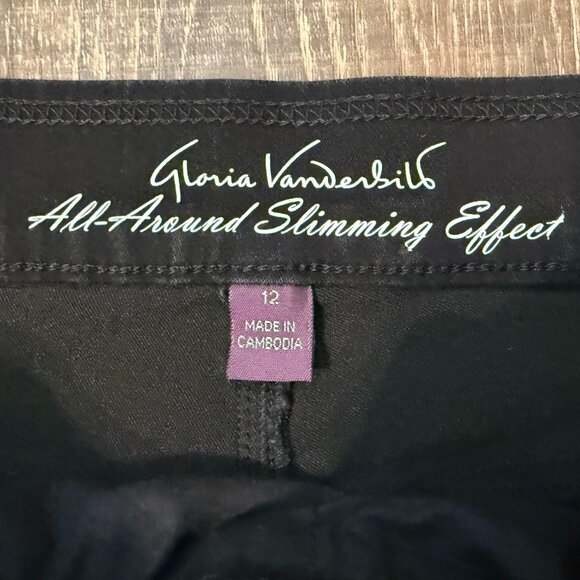 Gloria Vanderbilt
All-Around Slimming Effect
12
MADE IN
CAMBODIA